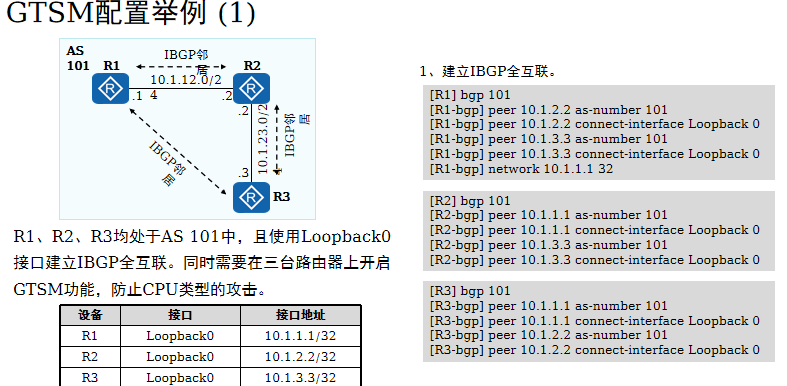 GTSM配置举例 (1)
AS
101
R1
IBGP邻
居
R2
10.1.12.0/2
4
.1
.2
.2
10.1.23.0/2
4
IBGP邻
居
IBGP邻
居
.3
R3
R1、R2、R3均处于AS 101中，且使用Loopback0
接口建立IBGP全互联。同时需要在三台路由器上开启
GTSM功能，防止CPU类型的攻击。
设备 接口 接口地址
R1 Loopback0 10.1.1.1/32
R2 Loopback0 10.1.2.2/32
R3 Loopback0 10.1.3.3/32
1、建立IBGP全互联。
[R1] bgp 101
[R1-bgp] peer 10.1.2.2 as-number 101
[R1-bgp] peer 10.1.2.2 connect-interface Loopback 0
[R1-bgp] peer 10.1.3.3 as-number 101
[R1-bgp] peer 10.1.3.3 connect-interface Loopback 0
[R1-bgp] network 10.1.1.1 32
[R2] bgp 101
[R2-bgp] peer 10.1.1.1 as-number 101
[R2-bgp] peer 10.1.1.1 connect-interface Loopback 0
[R2-bgp] peer 10.1.3.3 as-number 101
[R2-bgp] peer 10.1.3.3 connect-interface Loopback 0
[R3] bgp 101
[R3-bgp] peer 10.1.1.1 as-number 101
[R3-bgp] peer 10.1.1.1 connect-interface Loopback 0
[R3-bgp] peer 10.1.2.2 as-number 101
[R3-bgp] peer 10.1.2.2 connect-interface Loopback 0